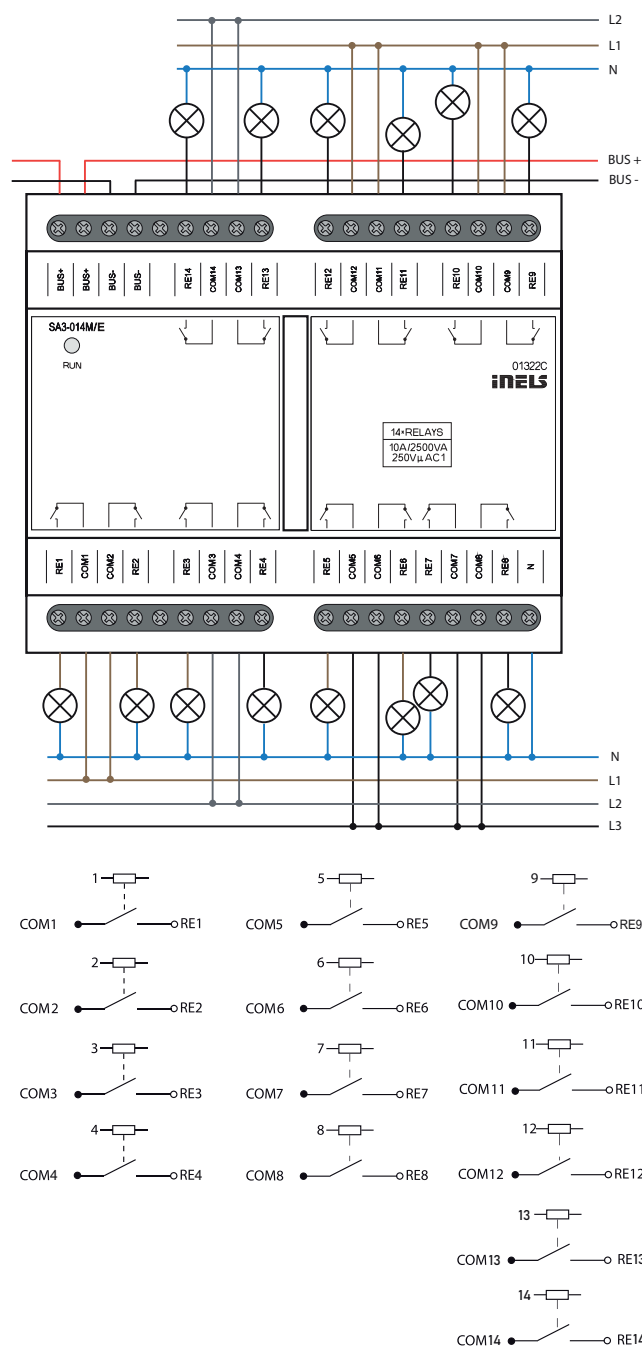 L2
L1
N
BUS +
BUS -
BUS+ BUS+ BUS- BUS- RE14 COM14 COM13 RE13 RE12 COM12 COM11 RE11 RE10 COM10 COM9 RE9
SA3-014M/E
RUN
01322C
iNELS
14×RELAYS
10A/2500VA
250Vµ AC1
RE1 COM1 COM2 RE2 RE3 COM3 COM4 RE4 RE5 COM5 COM6 RE6 RE7 COM7 COM8 RE8 N
N
L1
L2
L3
1 5 9
COM1 RE1 COM5 RE5 COM9 RE9
2 6 10
COM2 RE2 COM6 RE6 COM10 RE10
3 7 11
COM3 RE3 COM7 RE7 COM11 RE11
4 8 12
COM4 RE4 COM8 RE8 COM12 RE12
13
COM13 RE13
14
COM14 RE14